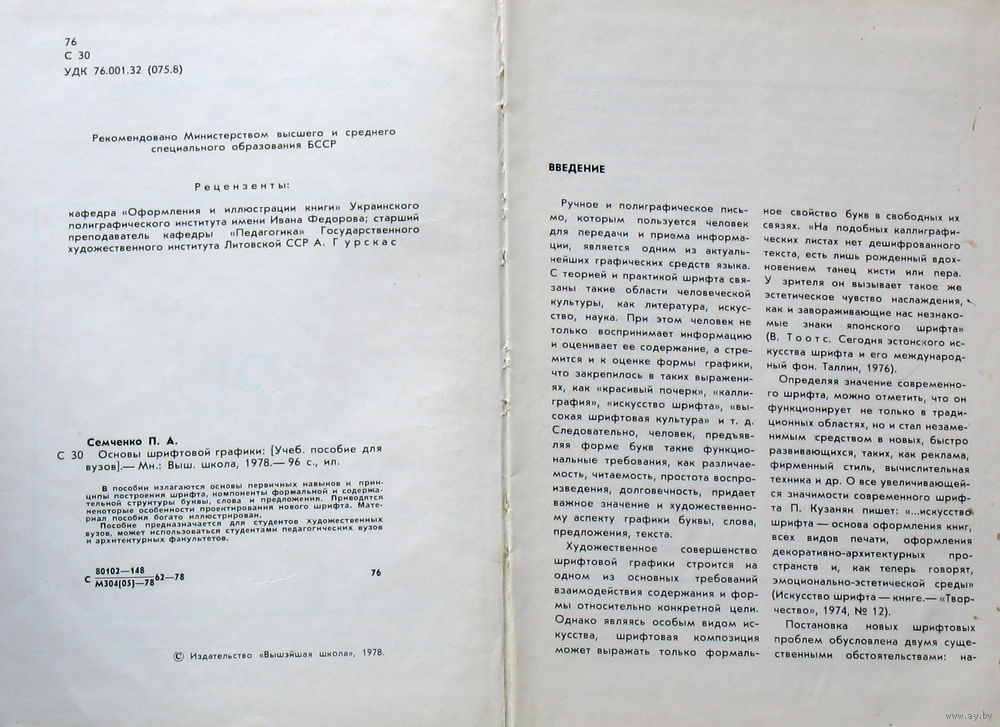 76
С 30
УДК 76.001.32 (075.8)
Рекомендовано Министерством высшего и среднего
специального образования БССР
Рецензенты:
кафедра «Оформления и иллюстрации книги» Украинского
полиграфического института имени Ивана Федорова; старший
преподаватель кафедры «Педагогика» Государственного
художественного института Литовской ССР А. Гурскас
Семченко П. А.
С 30 Основы шрифтовой графики: [Учеб. пособие для
вузов].— Мн.: Выш. школа, 1978.— 96 с., ил.
В пособии излагаются основы первичных навыков и прин-
ципы построения шрифта, компоненты формальной и содержа-
тельной структуры буквы, слова и предложения. Приводятся
некоторые особенности проектирования нового шрифта. Мате-
риал пособия богато иллюстрирован.
Пособие предназначается для студентов художественных
вузов, может использоваться студентами педагогических вузов
и архитектурных факультетов.
80102—148
С М304(05)—78 62—78 76
© Издательство «Вышэйшая школа», 1978.
ВВЕДЕНИЕ
Ручное и полиграфическое пись-
мо, которым пользуется человек
для передачи и приема информа-
ции, является одним из актуаль-
нейших графических средств языка.
С теорией и практикой шрифта свя-
заны такие области человеческой
культуры, как литература, искус-
ство, наука. При этом человек не
только воспринимает информацию
и оценивает ее содержание, а стре-
мится и к оценке формы графики,
что закрепилось в таких выражени-
ях, как «красивый почерк», «калли-
графия», «искусство шрифта», «вы-
сокая шрифтовая культура» и т. д.
Следовательно, человек, предъяв-
ляя форме букв такие функцио-
нальные требования, как различае-
мость, читаемость, простота воспро-
изведения, долговечность, придает
важное значение и художественно-
му аспекту графики буквы, слова,
предложения, текста.
Художественное совершенство
шрифтовой графики строится на
одном из основных требований
взаимодействия содержания и фор-
мы относительно конкретной цели.
Однако являясь особым видом ис-
кусства, шрифтовая композиция
может выражать только формаль-
ное свойство букв в свободных их
связях. «На подобных каллиграфи-
ческих листах нет дешифрованного
текста, есть лишь рожденный вдох-
новением танец кисти или пера.
У зрителя он вызывает такое же
эстетическое чувство наслаждения,
как и завораживающие нас незнако-
мые знаки японского шрифта»
(В. Тоотс. Сегодня эстонского ис-
кусства шрифта и его международ-
ный фон. Таллин, 1976).
Определяя значение современно-
го шрифта, можно отметить, что он
функционирует не только в тради-
ционных областях, но и стал незаме-
нимым средством в новых, быстро
развивающихся, таких, как реклама,
фирменный стиль, вычислительная
техника и др. О все увеличивающей-
ся значимости современного шриф-
та П. Кузанян пишет: «...искусство
шрифта — основа оформления книг,
всех видов печати, оформления
декоративно-архитектурных про-
странств и, как теперь говорят,
эмоционально-эстетической среды»
(Искусство шрифта — книге.— «Твор-
чество», 1974, № 12).
Постановка новых шрифтовых
проблем обусловлена двумя суще-
ственными обстоятельствами: на-
www.ay.by